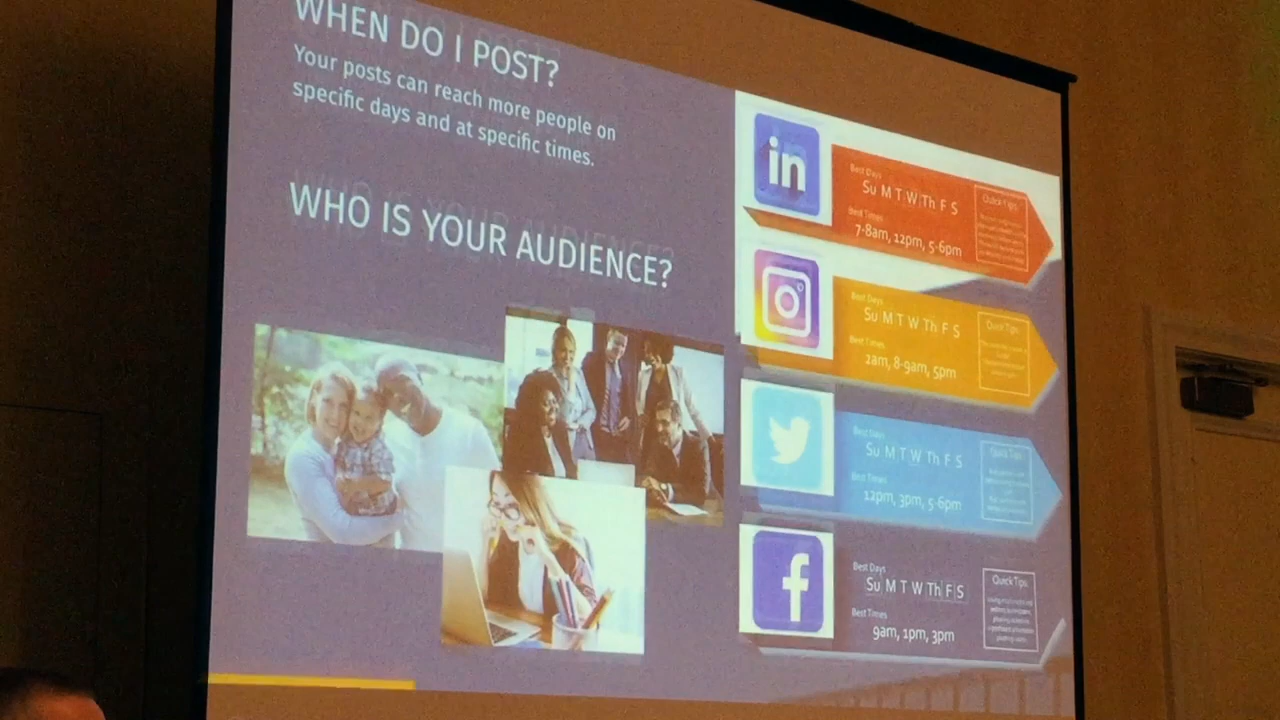 WHEN DO I POST?
Your posts can reach more people on
specific days and at specific times.
WHO IS YOUR AUDIENCE?
in
Best Days
Su M T W Th F S
Best Times
7-8am, 12pm, 5-6pm
Quick Tips
Best Days
Su M T W Th F S
Best Times
2am, 8-9am, 5pm
Quick Tips
Best Days
Su M T W Th F S
Best Times
12pm, 3pm, 5-6pm
Quick Tips
f
Best Days
Su M T W Th F S
Best Times
9am, 1pm, 3pm
Quick Tips